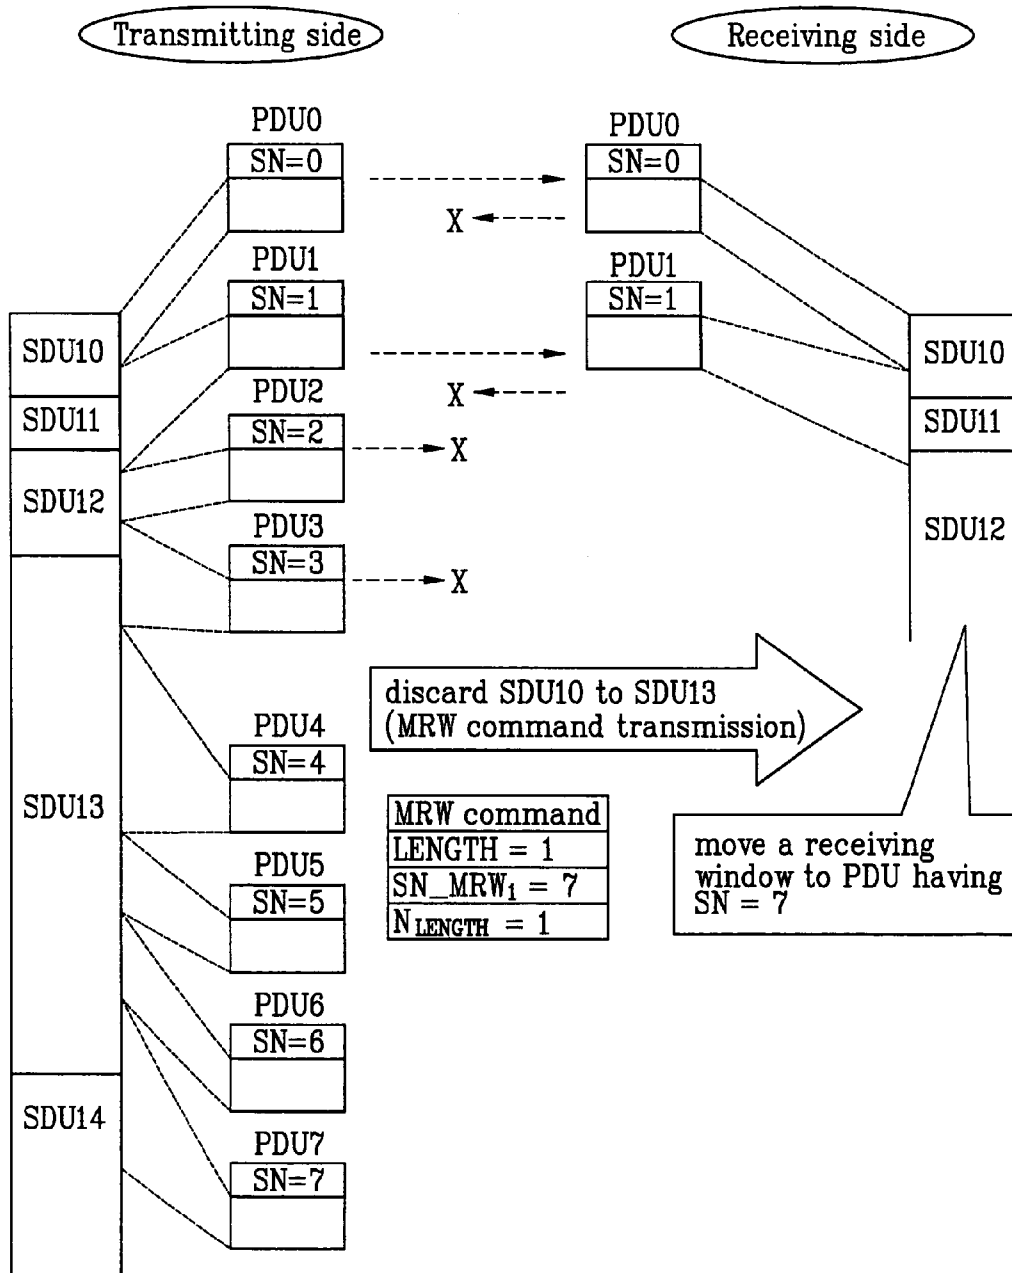 Transmitting side
Receiving side
PDU0
SN=0
PDU0
SN=0
X
PDU1
SN=1
PDU1
SN=1
SDU10
SDU10
X
PDU2
SDU11
SDU11
SN=2
X
SDU12
SDU12
PDU3
SN=3
X
discard SDU10 to SDU13
(MRW command transmission)
PDU4
SN=4
SDU13
MRW command
LENGTH = 1
SN_MRW₁ = 7
N LENGTH = 1
move a receiving
window to PDU having
SN = 7
PDU5
SN=5
PDU6
SN=6
SDU14
PDU7
SN=7